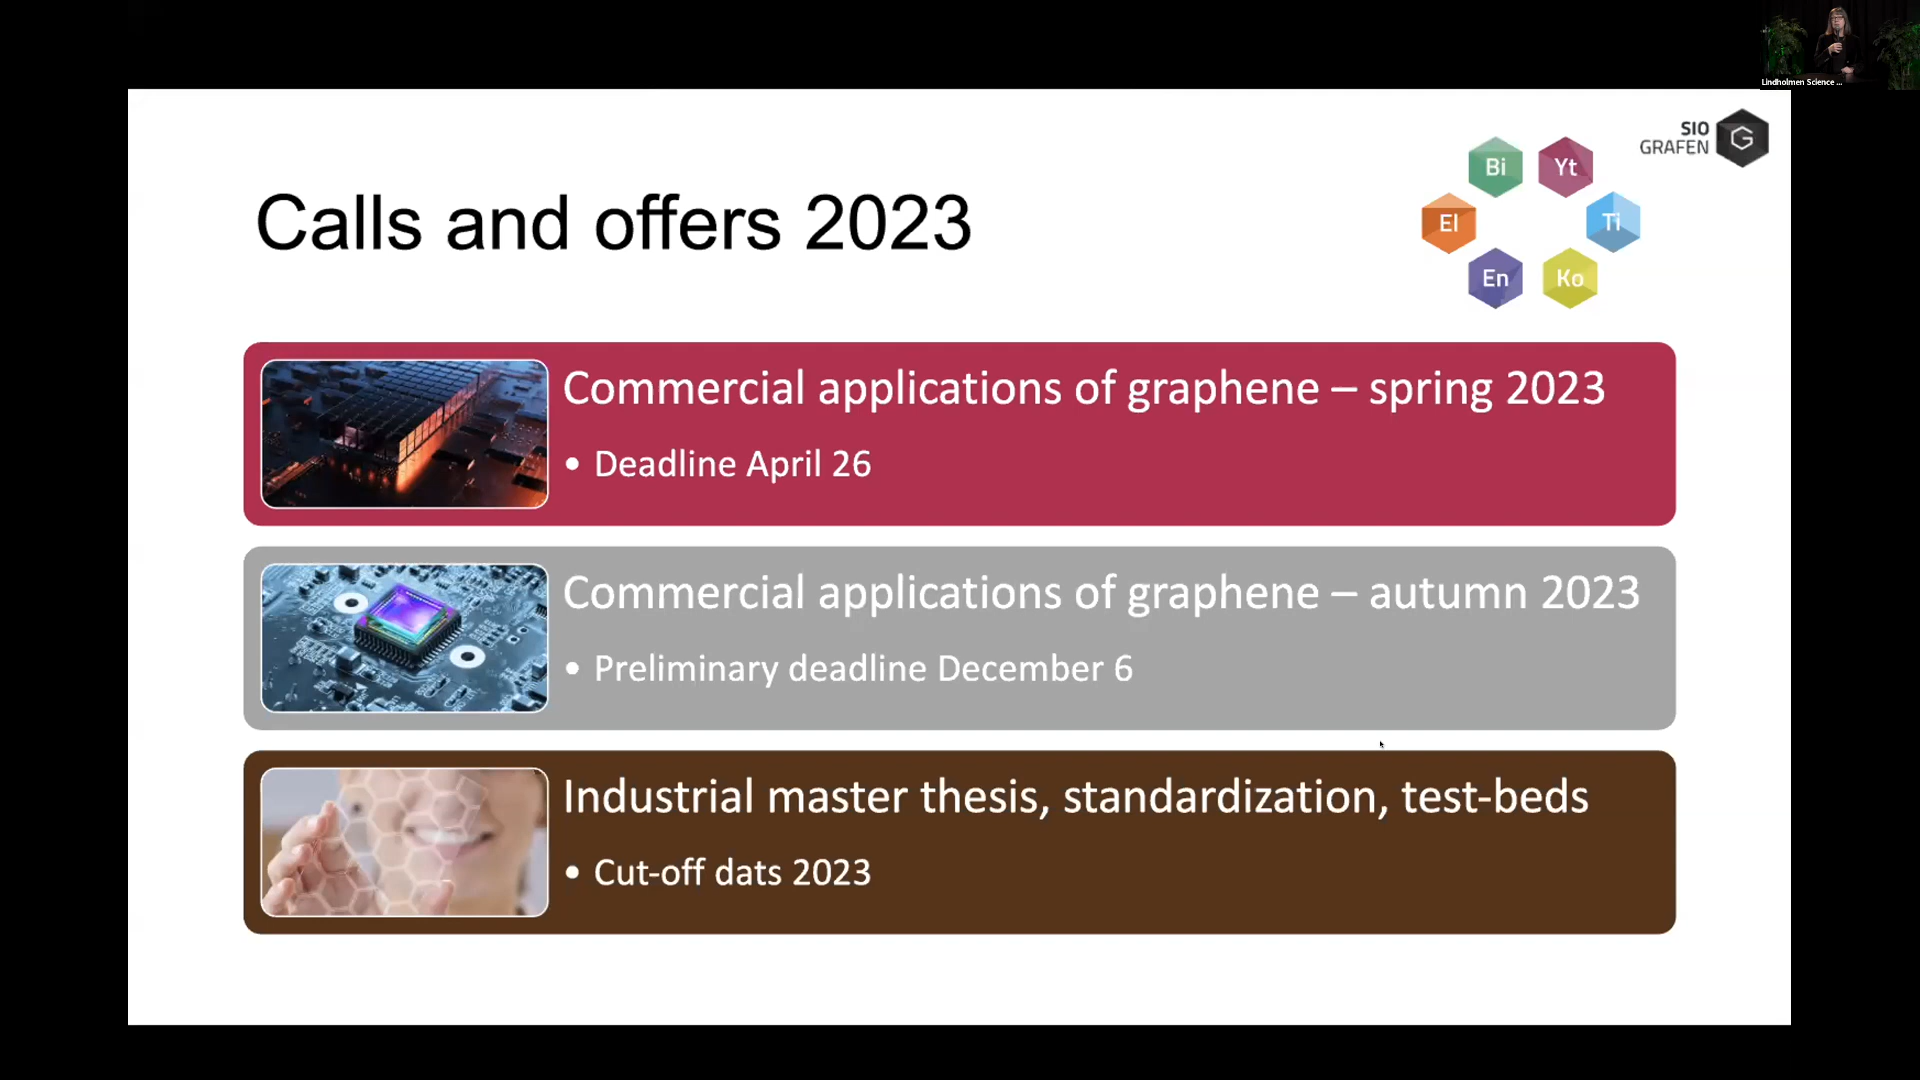 Lindholmen Science ...
SIO
GRAFEN
G
Bi
Yt
El
Ti
En
Ko
Calls and offers 2023
Commercial applications of graphene – spring 2023
• Deadline April 26
Commercial applications of graphene – autumn 2023
• Preliminary deadline December 6
Industrial master thesis, standardization, test-beds
• Cut-off dats 2023